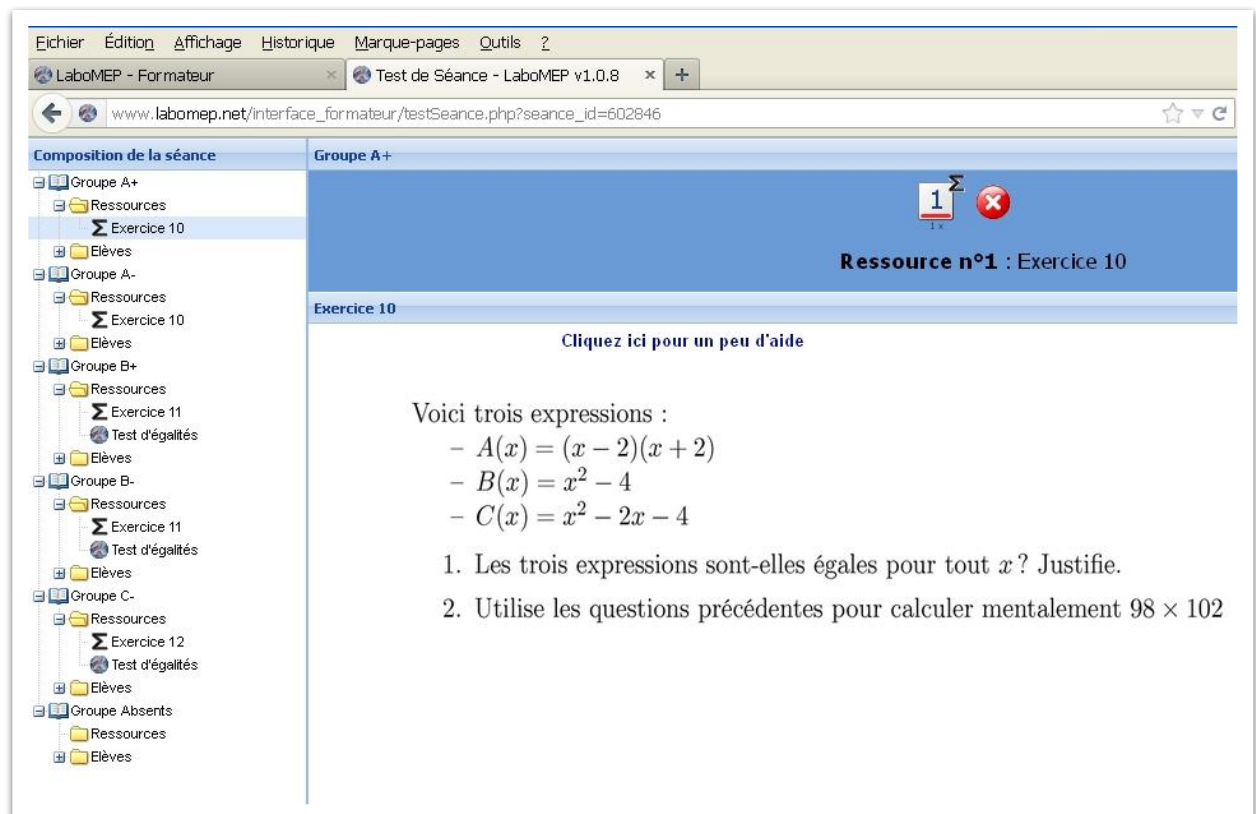 Fichier Édition Affichage Historique Marque-pages Outils ?
LaboMEP - Formateur × Test de Séance - LaboMEP v1.0.8 × +
www.labomep.net/interface_formateur/testSeance.php?seance_id=602846
Composition de la séance
Groupe A+
Ressources
Σ Exercice 10
Elèves
Groupe A-
Ressources
Σ Exercice 10
Elèves
Groupe B+
Ressources
Σ Exercice 11
Test d'égalités
Elèves
Groupe B-
Ressources
Σ Exercice 11
Test d'égalités
Elèves
Groupe C-
Ressources
Σ Exercice 12
Test d'égalités
Elèves
Groupe Absents
Ressources
Elèves
Groupe A+
1 Σ
1 x
Ressource n°1 : Exercice 10
Exercice 10
Cliquez ici pour un peu d'aide
Voici trois expressions :
– A(x) = (x − 2)(x + 2)
– B(x) = x² − 4
– C(x) = x² − 2x − 4
1. Les trois expressions sont-elles égales pour tout x ? Justifie.
2. Utilise les questions précédentes pour calculer mentalement 98 × 102